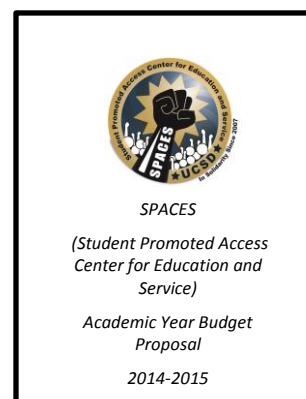 Student Promoted Access Center for Education and Service
SPACES
UCSD
In Solidarity Since 2007
SPACES
(Student Promoted Access
Center for Education and
Service)
Academic Year Budget
Proposal
2014-2015